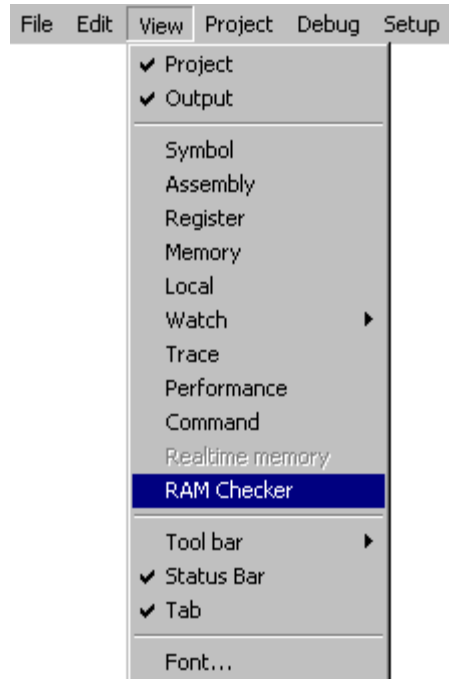 File Edit View Project Debug Setup
Project
Output
Symbol
Assembly
Register
Memory
Local
Watch
Trace
Performance
Command
Realtime memory
RAM Checker
Tool bar
Status Bar
Tab
Font...